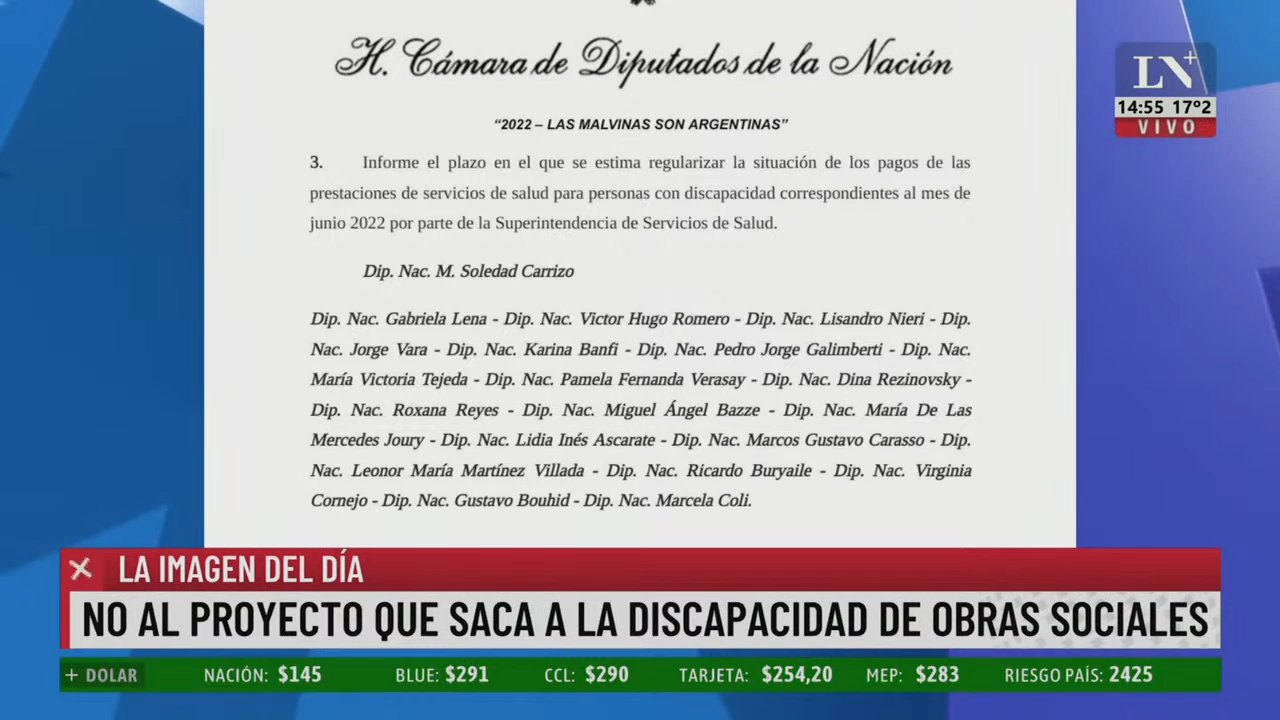 H. Cámara de Diputados de la Nación
LN+
14:55 17º2
VIVO
“2022 – LAS MALVINAS SON ARGENTINAS”
3. Informe el plazo en el que se estima regularizar la situación de los pagos de las
prestaciones de servicios de salud para personas con discapacidad correspondientes al mes de
junio 2022 por parte de la Superintendencia de Servicios de Salud.
Dip. Nac. M. Soledad Carrizo
Dip. Nac. Gabriela Lena - Dip. Nac. Victor Hugo Romero - Dip. Nac. Lisandro Nieri - Dip.
Nac. Jorge Vara - Dip. Nac. Karina Banfi - Dip. Nac. Pedro Jorge Galimberti - Dip. Nac.
María Victoria Tejeda - Dip. Nac. Pamela Fernanda Verasay - Dip. Nac. Dina Rezinovsky -
Dip. Nac. Roxana Reyes - Dip. Nac. Miguel Ángel Bazze - Dip. Nac. María De Las
Mercedes Joury - Dip. Nac. Lidia Inés Ascarate - Dip. Nac. Marcos Gustavo Carasso - Dip.
Nac. Leonor María Martínez Villada - Dip. Nac. Ricardo Buryaile - Dip. Nac. Virginia
Cornejo - Dip. Nac. Gustavo Bouhid - Dip. Nac. Marcela Coli.
LA IMAGEN DEL DÍA
NO AL PROYECTO QUE SACA A LA DISCAPACIDAD DE OBRAS SOCIALES
+ DOLAR NACIÓN: $145 BLUE: $291 CCL: $290 TARJETA: $254,20 MEP: $283 RIESGO PAÍS: 2425